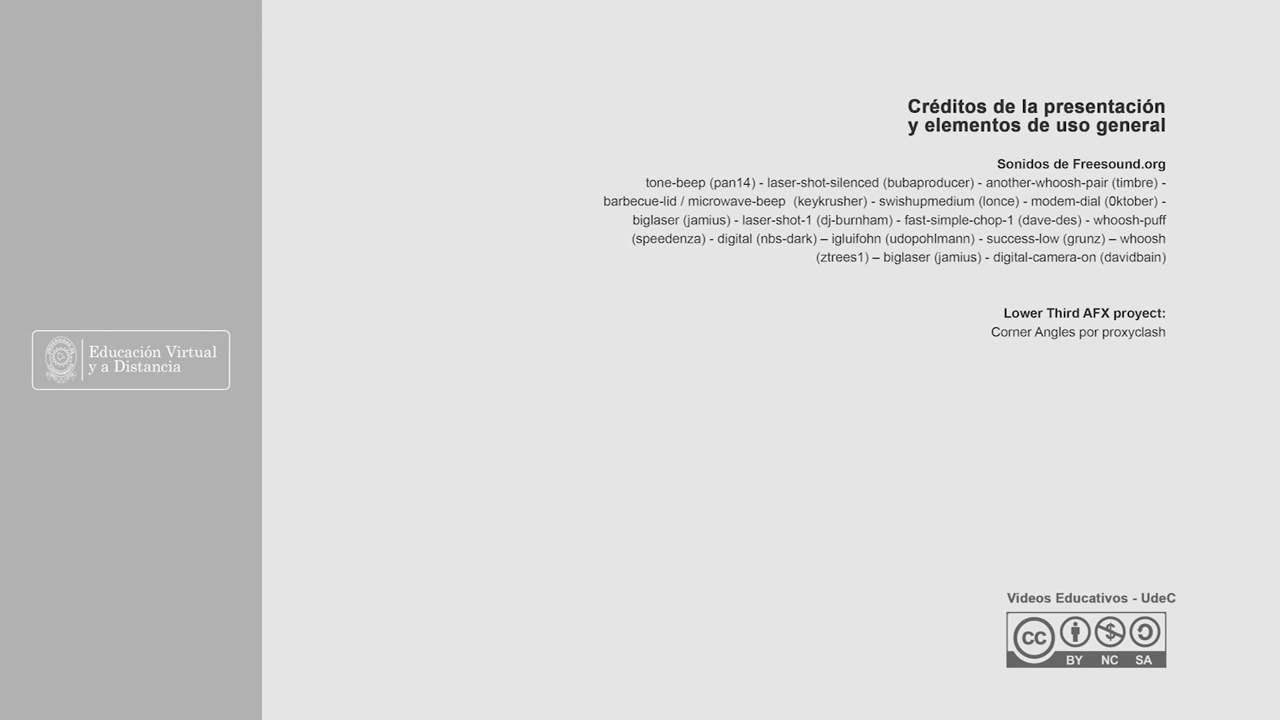 Créditos de la presentación
y elementos de uso general
Sonidos de Freesound.org
tone-beep (pan14) - laser-shot-silenced (bubaproducer) - another-whoosh-pair (timbre) -
barbecue-lid / microwave-beep  (keykrusher) - swishupmedium (lonce) - modem-dial (0ktober) -
biglaser (jamius) - laser-shot-1 (dj-burnham) - fast-simple-chop-1 (dave-des) - whoosh-puff
(speedenza) - digital (nbs-dark) – igluifohn (udopohlmann) - success-low (grunz) – whoosh
(ztrees1) – biglaser (jamius) - digital-camera-on (davidbain)
Lower Third AFX proyect:
Corner Angles por proxyclash
Educación Virtual
y a Distancia
Videos Educativos - UdeC
cc
BY NC SA